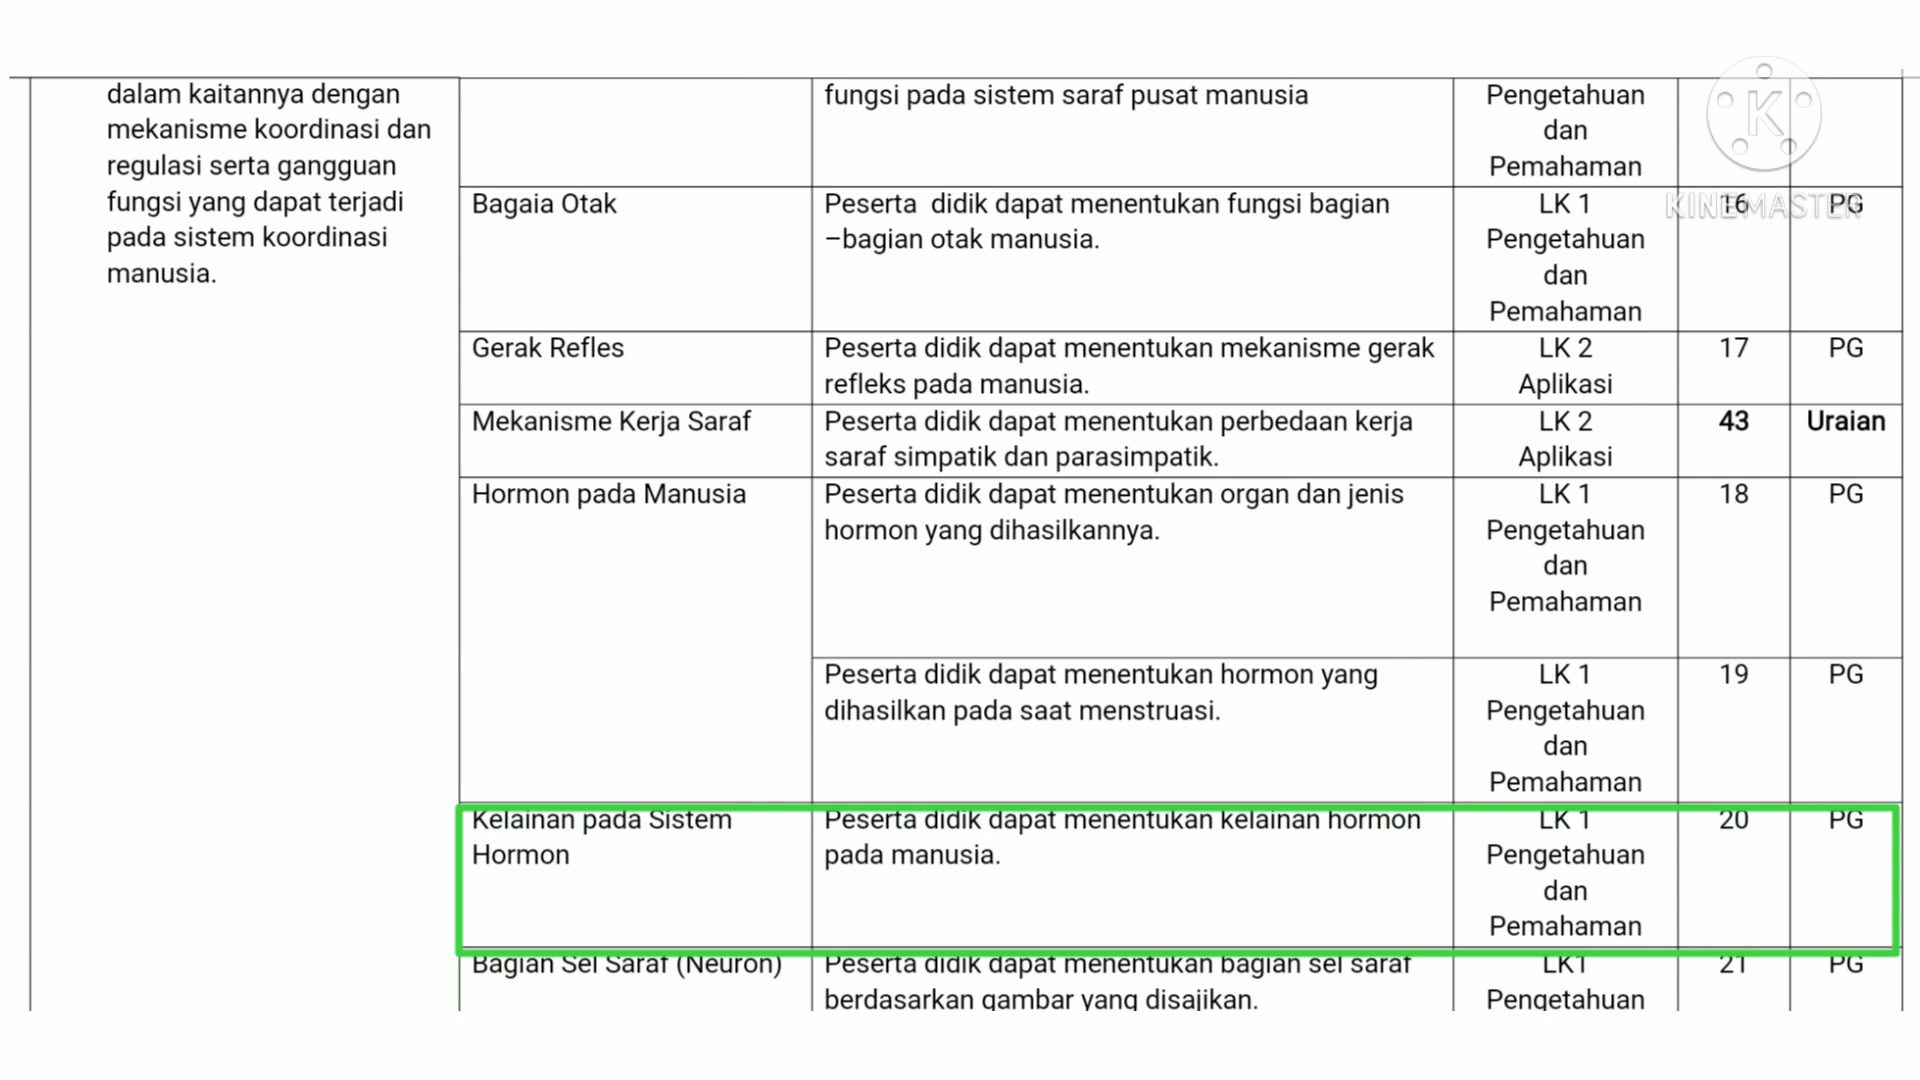 dalam kaitannya dengan
mekanisme koordinasi dan
regulasi serta gangguan
fungsi yang dapat terjadi
pada sistem koordinasi
manusia.
fungsi pada sistem saraf pusat manusia
Pengetahuan
dan
Pemahaman
Bagaia Otak
Peserta didik dapat menentukan fungsi bagian
–bagian otak manusia.
LK 1
Pengetahuan
dan
Pemahaman
16
PG
Gerak Refles
Peserta didik dapat menentukan mekanisme gerak
refleks pada manusia.
LK 2
Aplikasi
17
PG
Mekanisme Kerja Saraf
Peserta didik dapat menentukan perbedaan kerja
saraf simpatik dan parasimpatik.
LK 2
Aplikasi
43
Uraian
Hormon pada Manusia
Peserta didik dapat menentukan organ dan jenis
hormon yang dihasilkannya.
LK 1
Pengetahuan
dan
Pemahaman
18
PG
Peserta didik dapat menentukan hormon yang
dihasilkan pada saat menstruasi.
LK 1
Pengetahuan
dan
Pemahaman
19
PG
Kelainan pada Sistem
Hormon
Peserta didik dapat menentukan kelainan hormon
pada manusia.
LK 1
Pengetahuan
dan
Pemahaman
20
PG
Bagian Sel Saraf (Neuron)
Peserta didik dapat menentukan bagian sel saraf
berdasarkan gambar yang disajikan.
LK1
Pengetahuan
21
PG
K
KINEMASTER